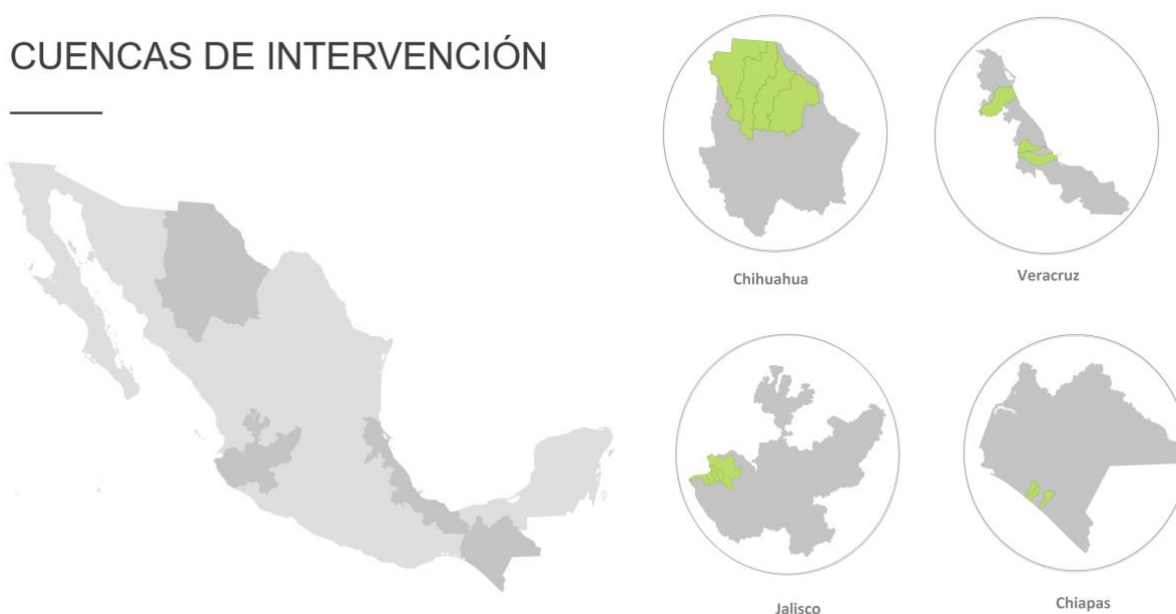 CUENCAS DE INTERVENCIÓN
Chihuahua
Veracruz
Jalisco
Chiapas